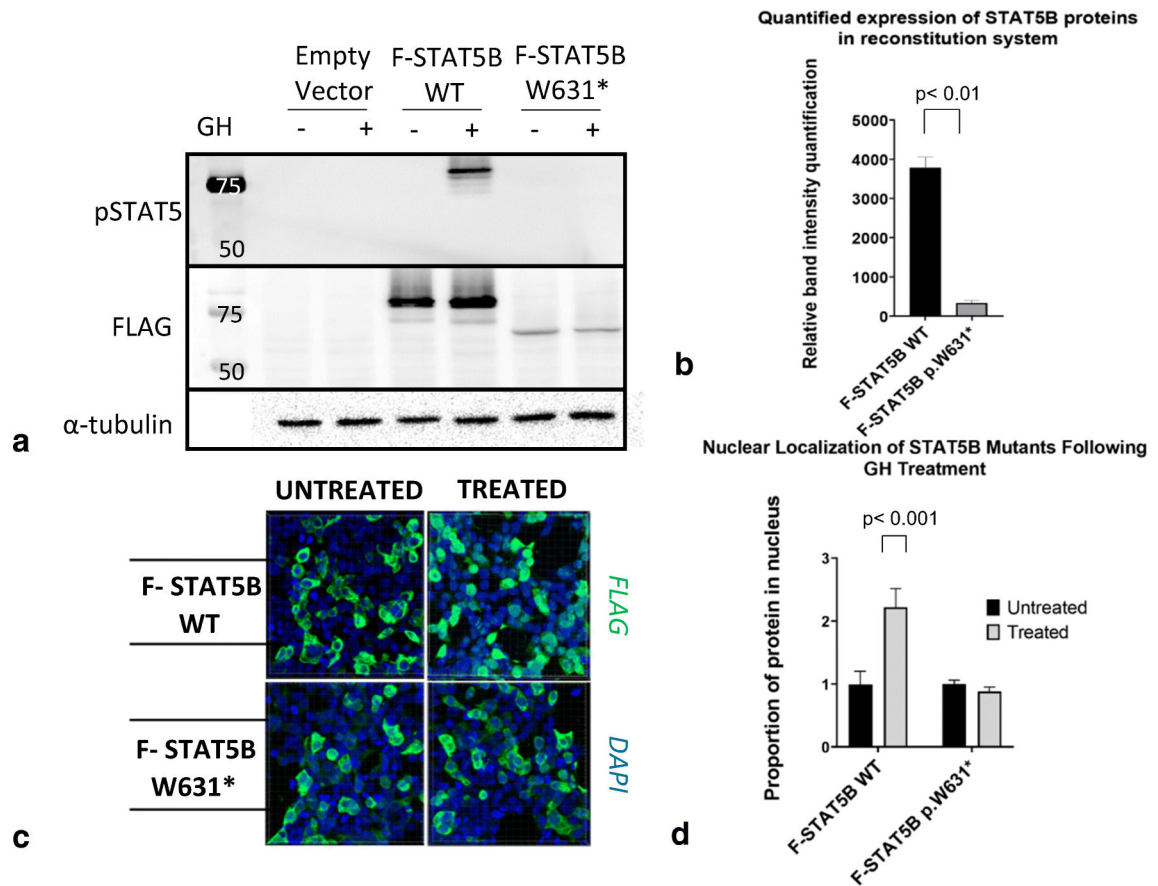 Empty
Vector
F-STAT5B
WT
F-STAT5B
W631*
GH
- + - + - +
pSTAT5
75
50
FLAG
75
50
α-tubulin
a
Quantified expression of STAT5B proteins
in reconstitution system
Relative band intensity quantification
p< 0.01
5000
4000
3000
2000
1000
0
F-STAT5B WT
F-STAT5B p.W631*
b
UNTREATED TREATED
F- STAT5B
WT
F- STAT5B
W631*
FLAG
DAPI
c
Nuclear Localization of STAT5B Mutants Following
GH Treatment
Proportion of protein in nucleus
p< 0.001
3
2
1
0
Untreated
Treated
F-STAT5B WT
F-STAT5B p.W631*
d